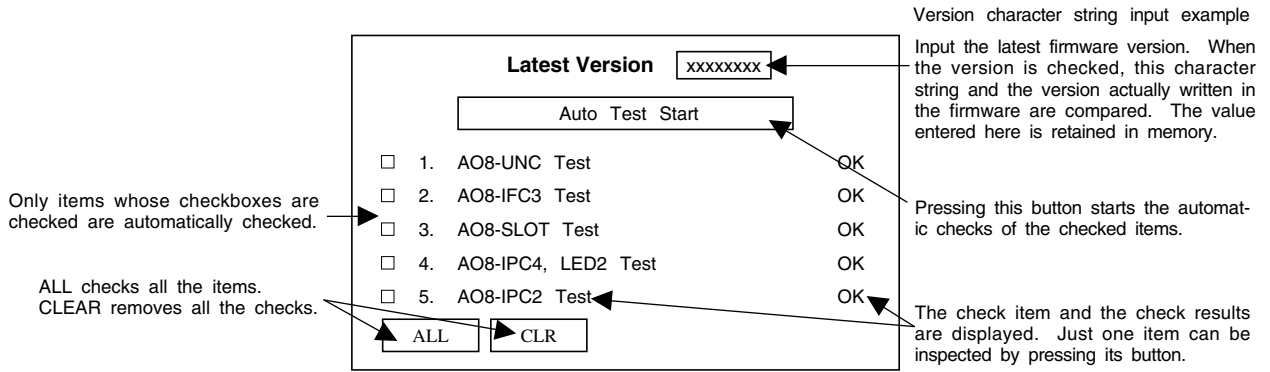 Version character string input example
Input the latest firmware version. When
the version is checked, this character
string and the version actually written in
the firmware are compared. The value
entered here is retained in memory.
Latest Version xxxxxxxx
Auto Test Start
☐ 1. AO8-UNC Test OK
☐ 2. AO8-IFC3 Test OK
☐ 3. AO8-SLOT Test OK
☐ 4. AO8-IPC4, LED2 Test OK
☐ 5. AO8-IPC2 Test OK
ALL CLR
Only items whose checkboxes are
checked are automatically checked.
ALL checks all the items.
CLEAR removes all the checks.
Pressing this button starts the automat-
ic checks of the checked items.
The check item and the check results
are displayed. Just one item can be
inspected by pressing its button.